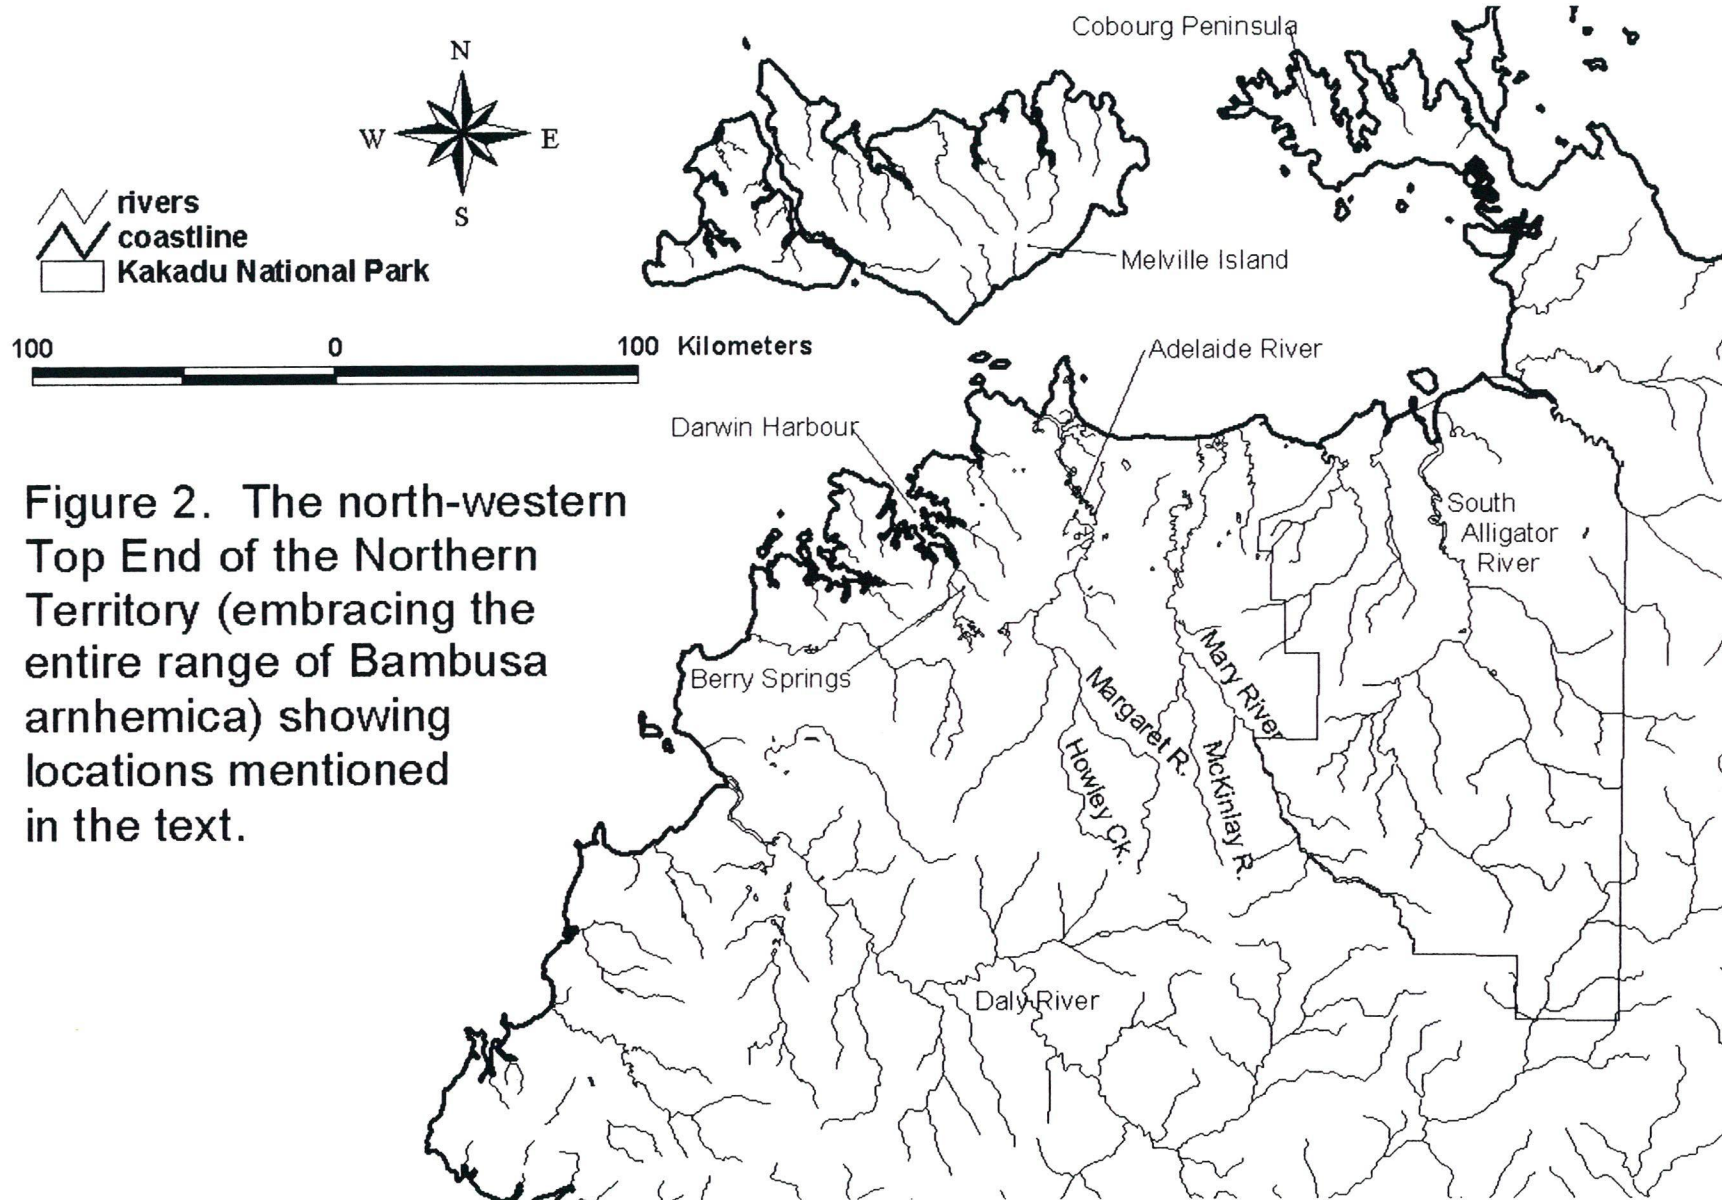 Cobourg Peninsula
N
W
E
S
rivers
coastline
Kakadu National Park
Melville Island
100
0
100 Kilometers
Adelaide River
Darwin Harbour
Figure 2. The north-western
Top End of the Northern
Territory (embracing the
entire range of Bambusa
arnhemica) showing
locations mentioned
in the text.
South
Alligator
River
Berry Springs
Mary River
Margaret R.
McKinlay R.
Howley Ck.
Daly River